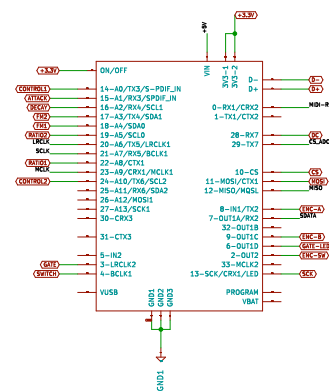 +3.3V
+9V
VIN
3V3-1
3V3-2
+3.3V
ON/OFF
D-
D-
D+
D+
CONTROL1
14-A0/TX3/S-PDIF_IN
ATTACK
15-A1/RX3/SPDIF_IN
0-RX1/CRX2
MIDI-R
DECAY
16-A2/RX4/SCL1
1-TX1/CTX2
FM2
17-A3/TX4/SDA1
FM1
18-A4/SDA0
RATIO2
19-A5/SCL0
28-RX7
DC
LRCLK
20-A6/TX5/LRCLK1
29-TX7
CS_ADC
SCLK
21-A7/RX5/BCLK1
RATIO1
22-A8/CTX1
MCLK
23-A9/CRX1/MCLK1
10-CS
CS
CONTROL2
24-A10/TX6/SCL2
11-MOSI/CTX1
MOSI
25-A11/RX6/SDA2
12-MISO/MQSL
MISO
26-A12/MOSI1
27-A13/SCK1
8-IN1/TX2
ENC-A
30-CRX3
7-OUT1A/RX2
SDATA
32-OUT1B
31-CTX3
9-OUT1C
ENC-B
6-OUT1D
GATE-LED
5-IN2
2-OUT2
ENC-SW
GATE
3-LRCLK2
33-MCLK2
SWITCH
4-BCLK1
13-SCK/CRX1/LED
SCK
VUSB
PROGRAM
VBAT
GND1
GND2
GND3
GND1